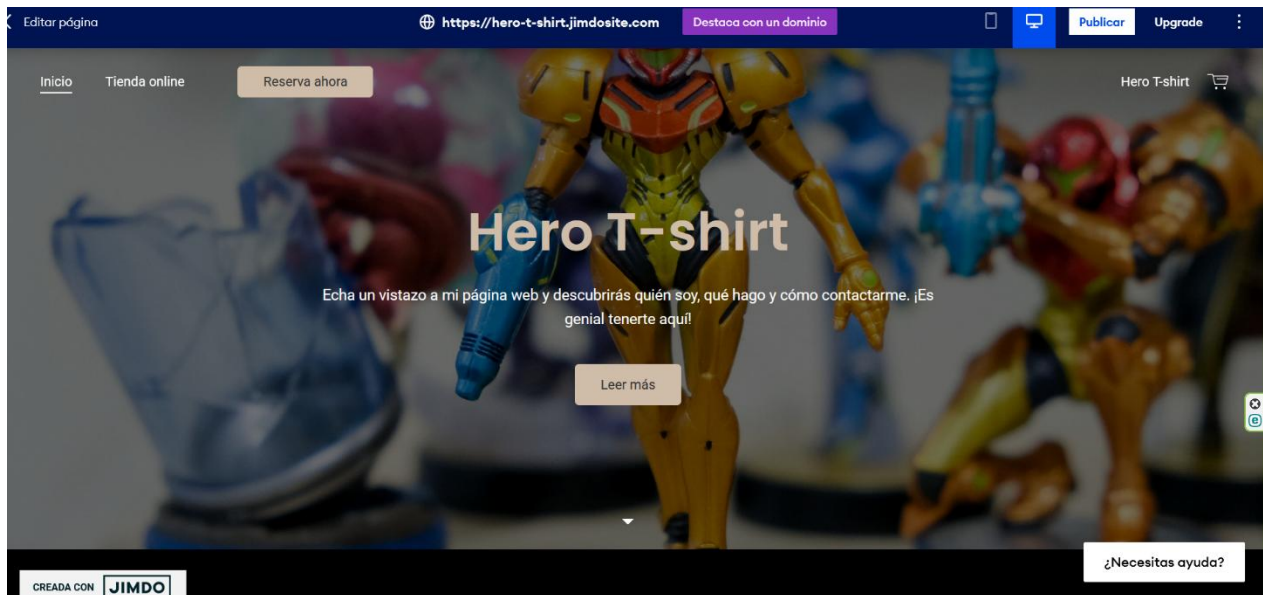 Editar página
https://hero-t-shirt.jimdosite.com
Destaca con un dominio
Publicar
Upgrade
Inicio
Tienda online
Reserva ahora
Hero T-shirt
Hero T-shirt
Echa un vistazo a mi página web y descubrirás quién soy, qué hago y cómo contactarme. ¡Es
genial tenerte aquí!
Leer más
¿Necesitas ayuda?
CREADA CON JIMDO